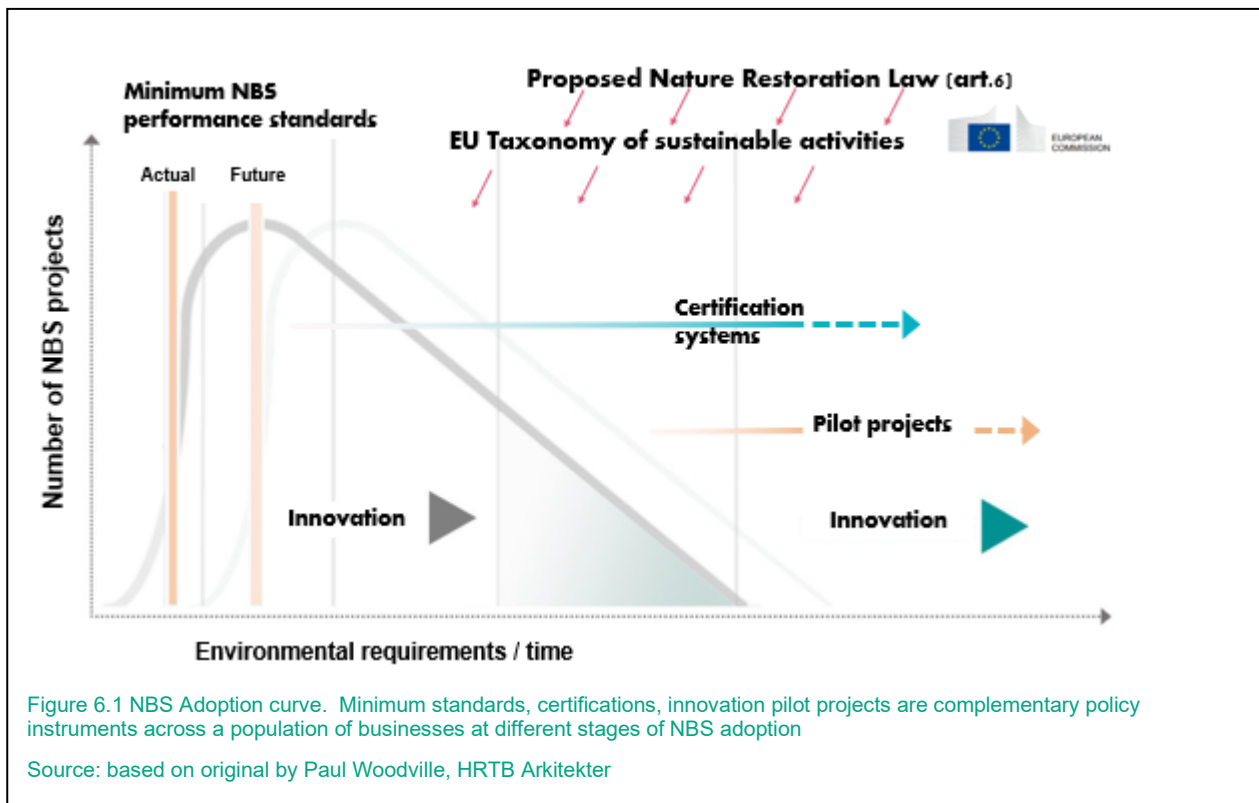 Proposed Nature Restoration Law (art.6)
Minimum NBS
performance standards
EU Taxonomy of sustainable activities
EUROPEAN
COMMISSION
Actual
Future
Number of NBS projects
Certification
systems
Pilot projects
Innovation
Innovation
Environmental requirements / time
Figure 6.1 NBS Adoption curve.  Minimum standards, certifications, innovation pilot projects are complementary policy
instruments across a population of businesses at different stages of NBS adoption
Source: based on original by Paul Woodville, HRTB Arkitekter